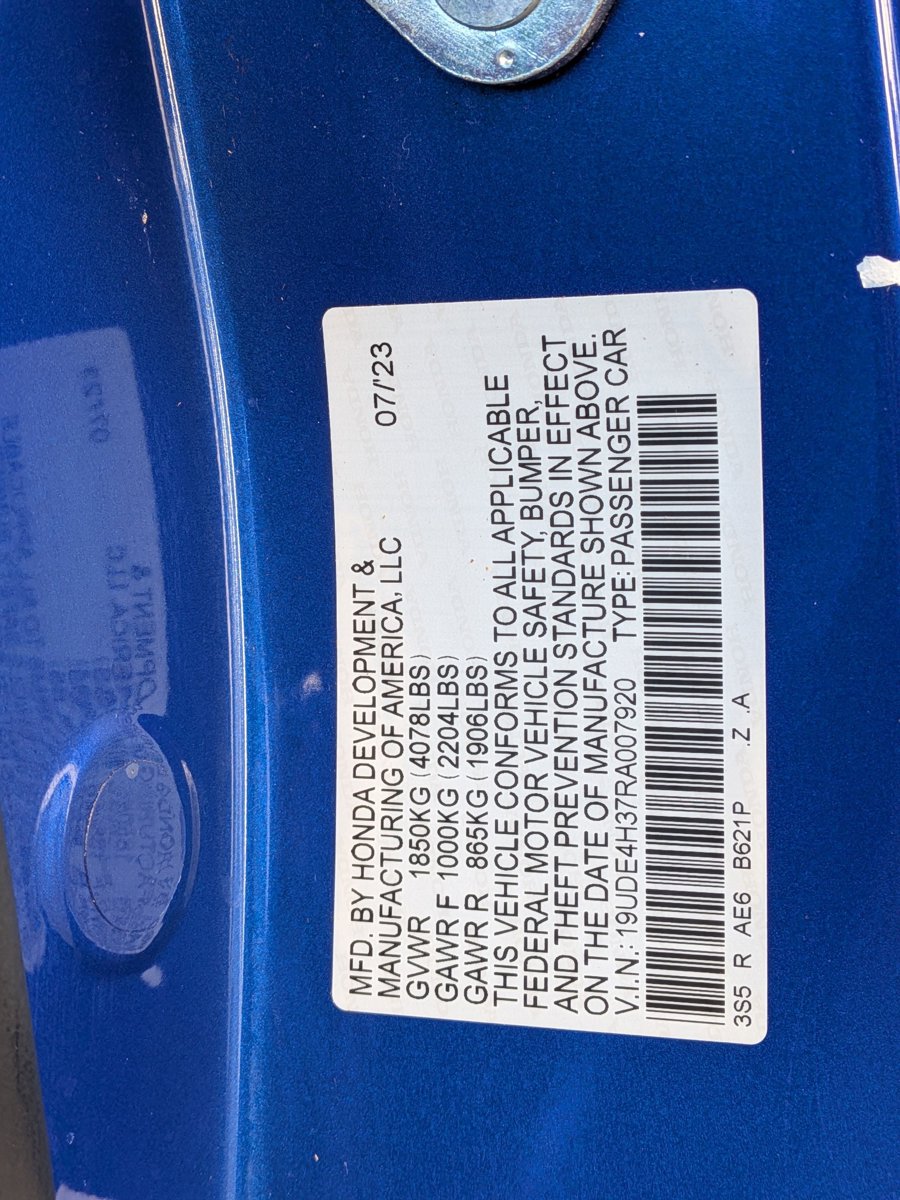 MFD. BY HONDA DEVELOPMENT &
MANUFACTURING OF AMERICA, LLC 07/'23
GVWR 1850KG (4078LBS)
GAWR F 1000KG (2204LBS)
GAWR R 865KG (1906LBS)
THIS VEHICLE CONFORMS TO ALL APPLICABLE
FEDERAL MOTOR VEHICLE SAFETY, BUMPER,
AND THEFT PREVENTION STANDARDS IN EFFECT
ON THE DATE OF MANUFACTURE SHOWN ABOVE.
V.I.N.: 19UDE4H37RA007920 TYPE: PASSENGER CAR
3S5 R AE6 B621P .Z .A